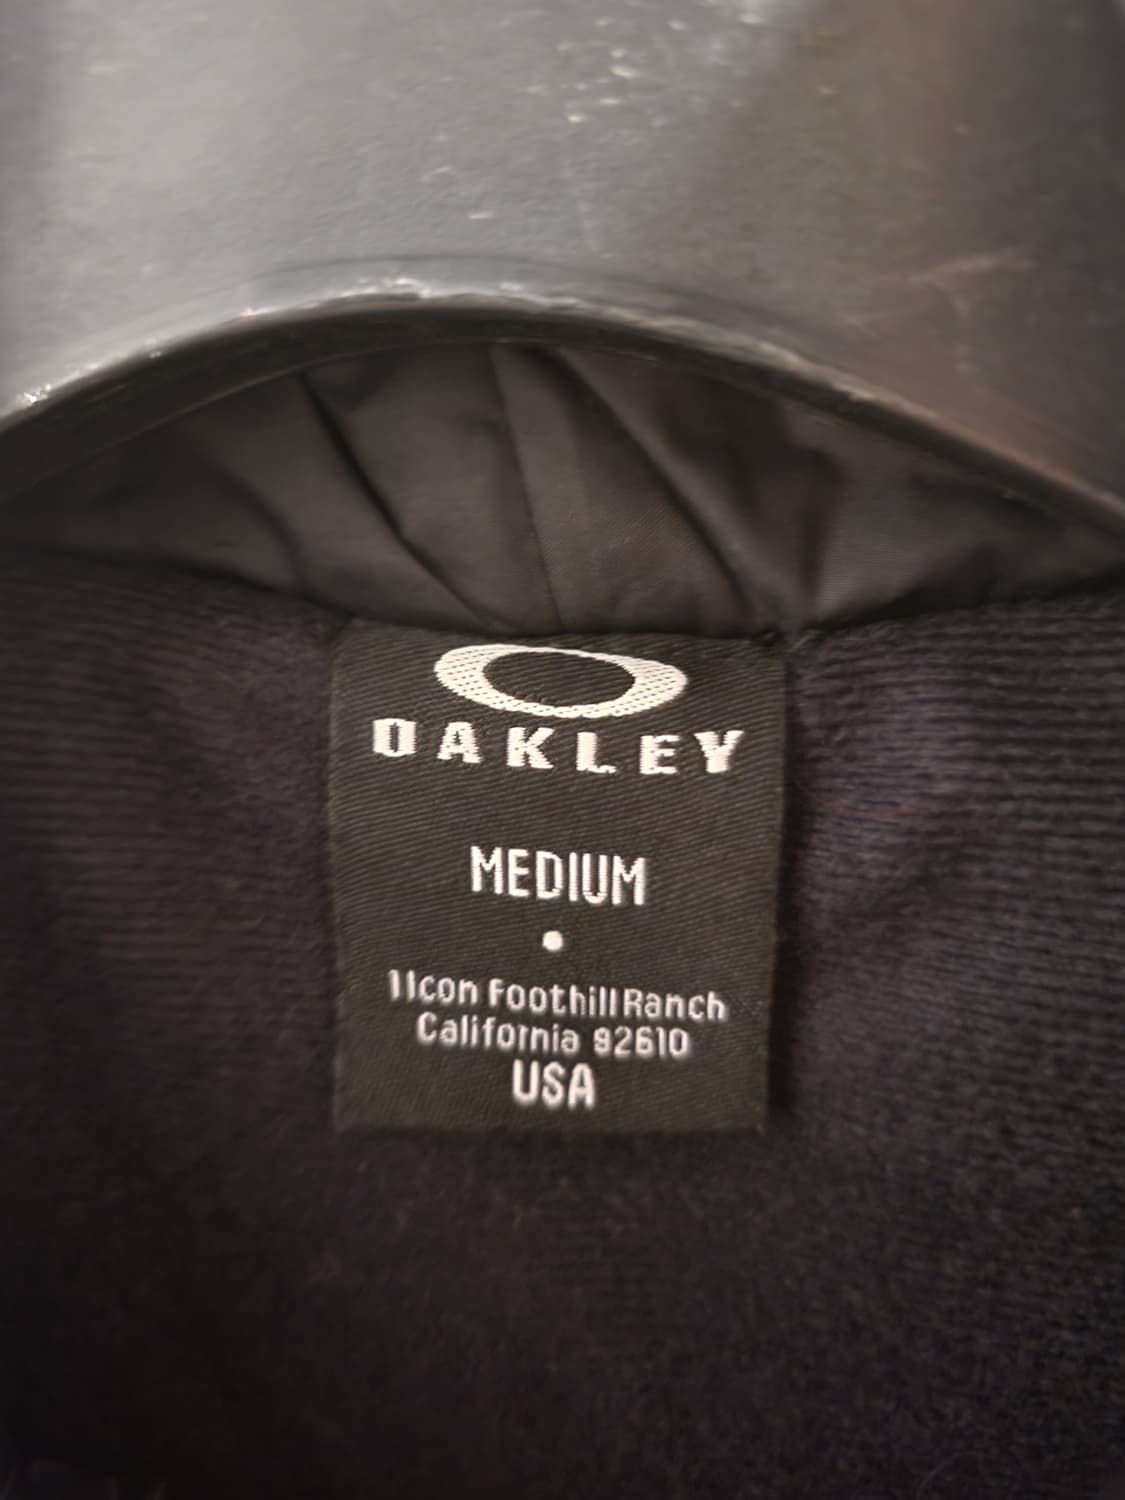 OAKLEY
MEDIUM
1 Icon Foothill Ranch
California 92610
USA